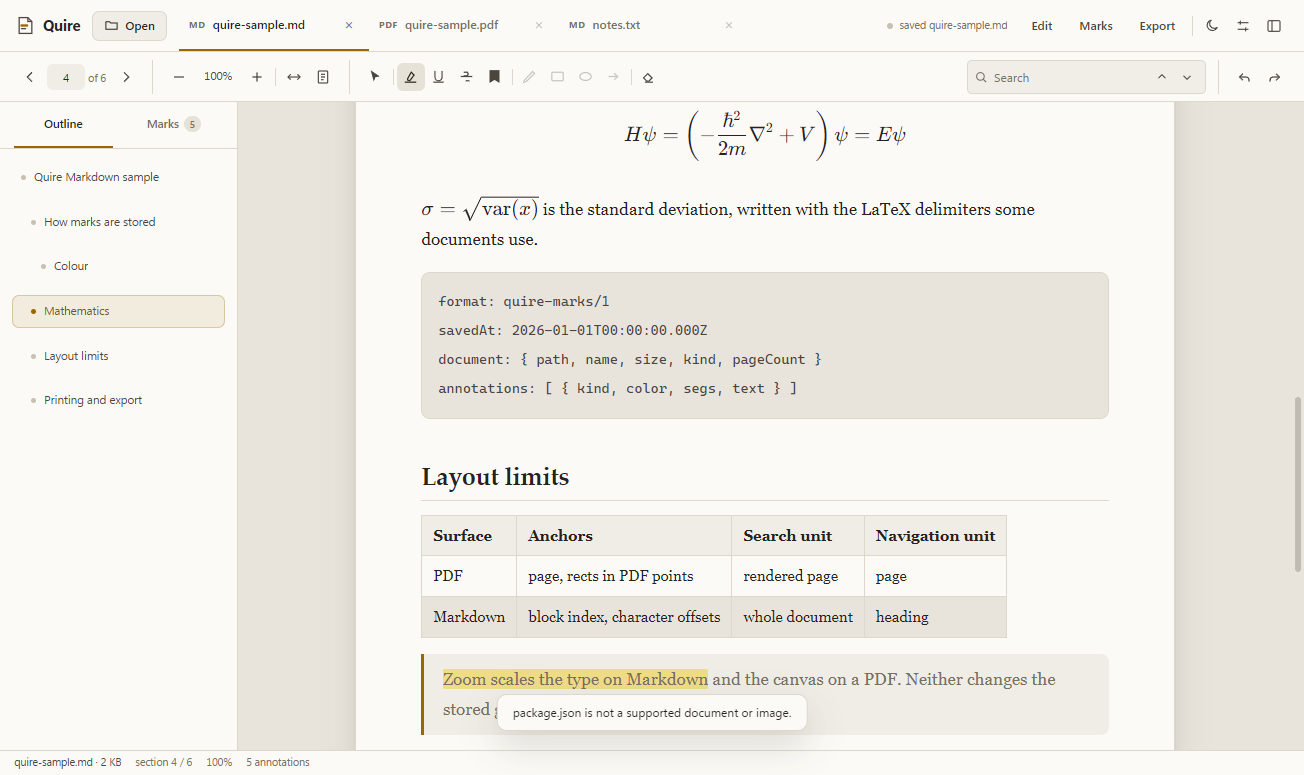 Quire Open MD quire-sample.md × PDF quire-sample.pdf × MD notes.txt × saved quire-sample.md Edit Marks Export
4 of 6 100% Search
Outline Marks 5
Quire Markdown sample
How marks are stored
Colour
Mathematics
Layout limits
Printing and export
Hψ = (−ħ²/2m ∇² + V) ψ = Eψ
σ = √var(x) is the standard deviation, written with the LaTeX delimiters some
documents use.
format: quire-marks/1
savedAt: 2026-01-01T00:00:00.000Z
document: { path, name, size, kind, pageCount }
annotations: [ { kind, color, segs, text } ]
Layout limits
Surface Anchors Search unit Navigation unit
PDF page, rects in PDF points rendered page page
Markdown block index, character offsets whole document heading
Zoom scales the type on Markdown and the canvas on a PDF. Neither changes the
stored
package.json is not a supported document or image.
quire-sample.md · 2 KB section 4 / 6 100% 5 annotations